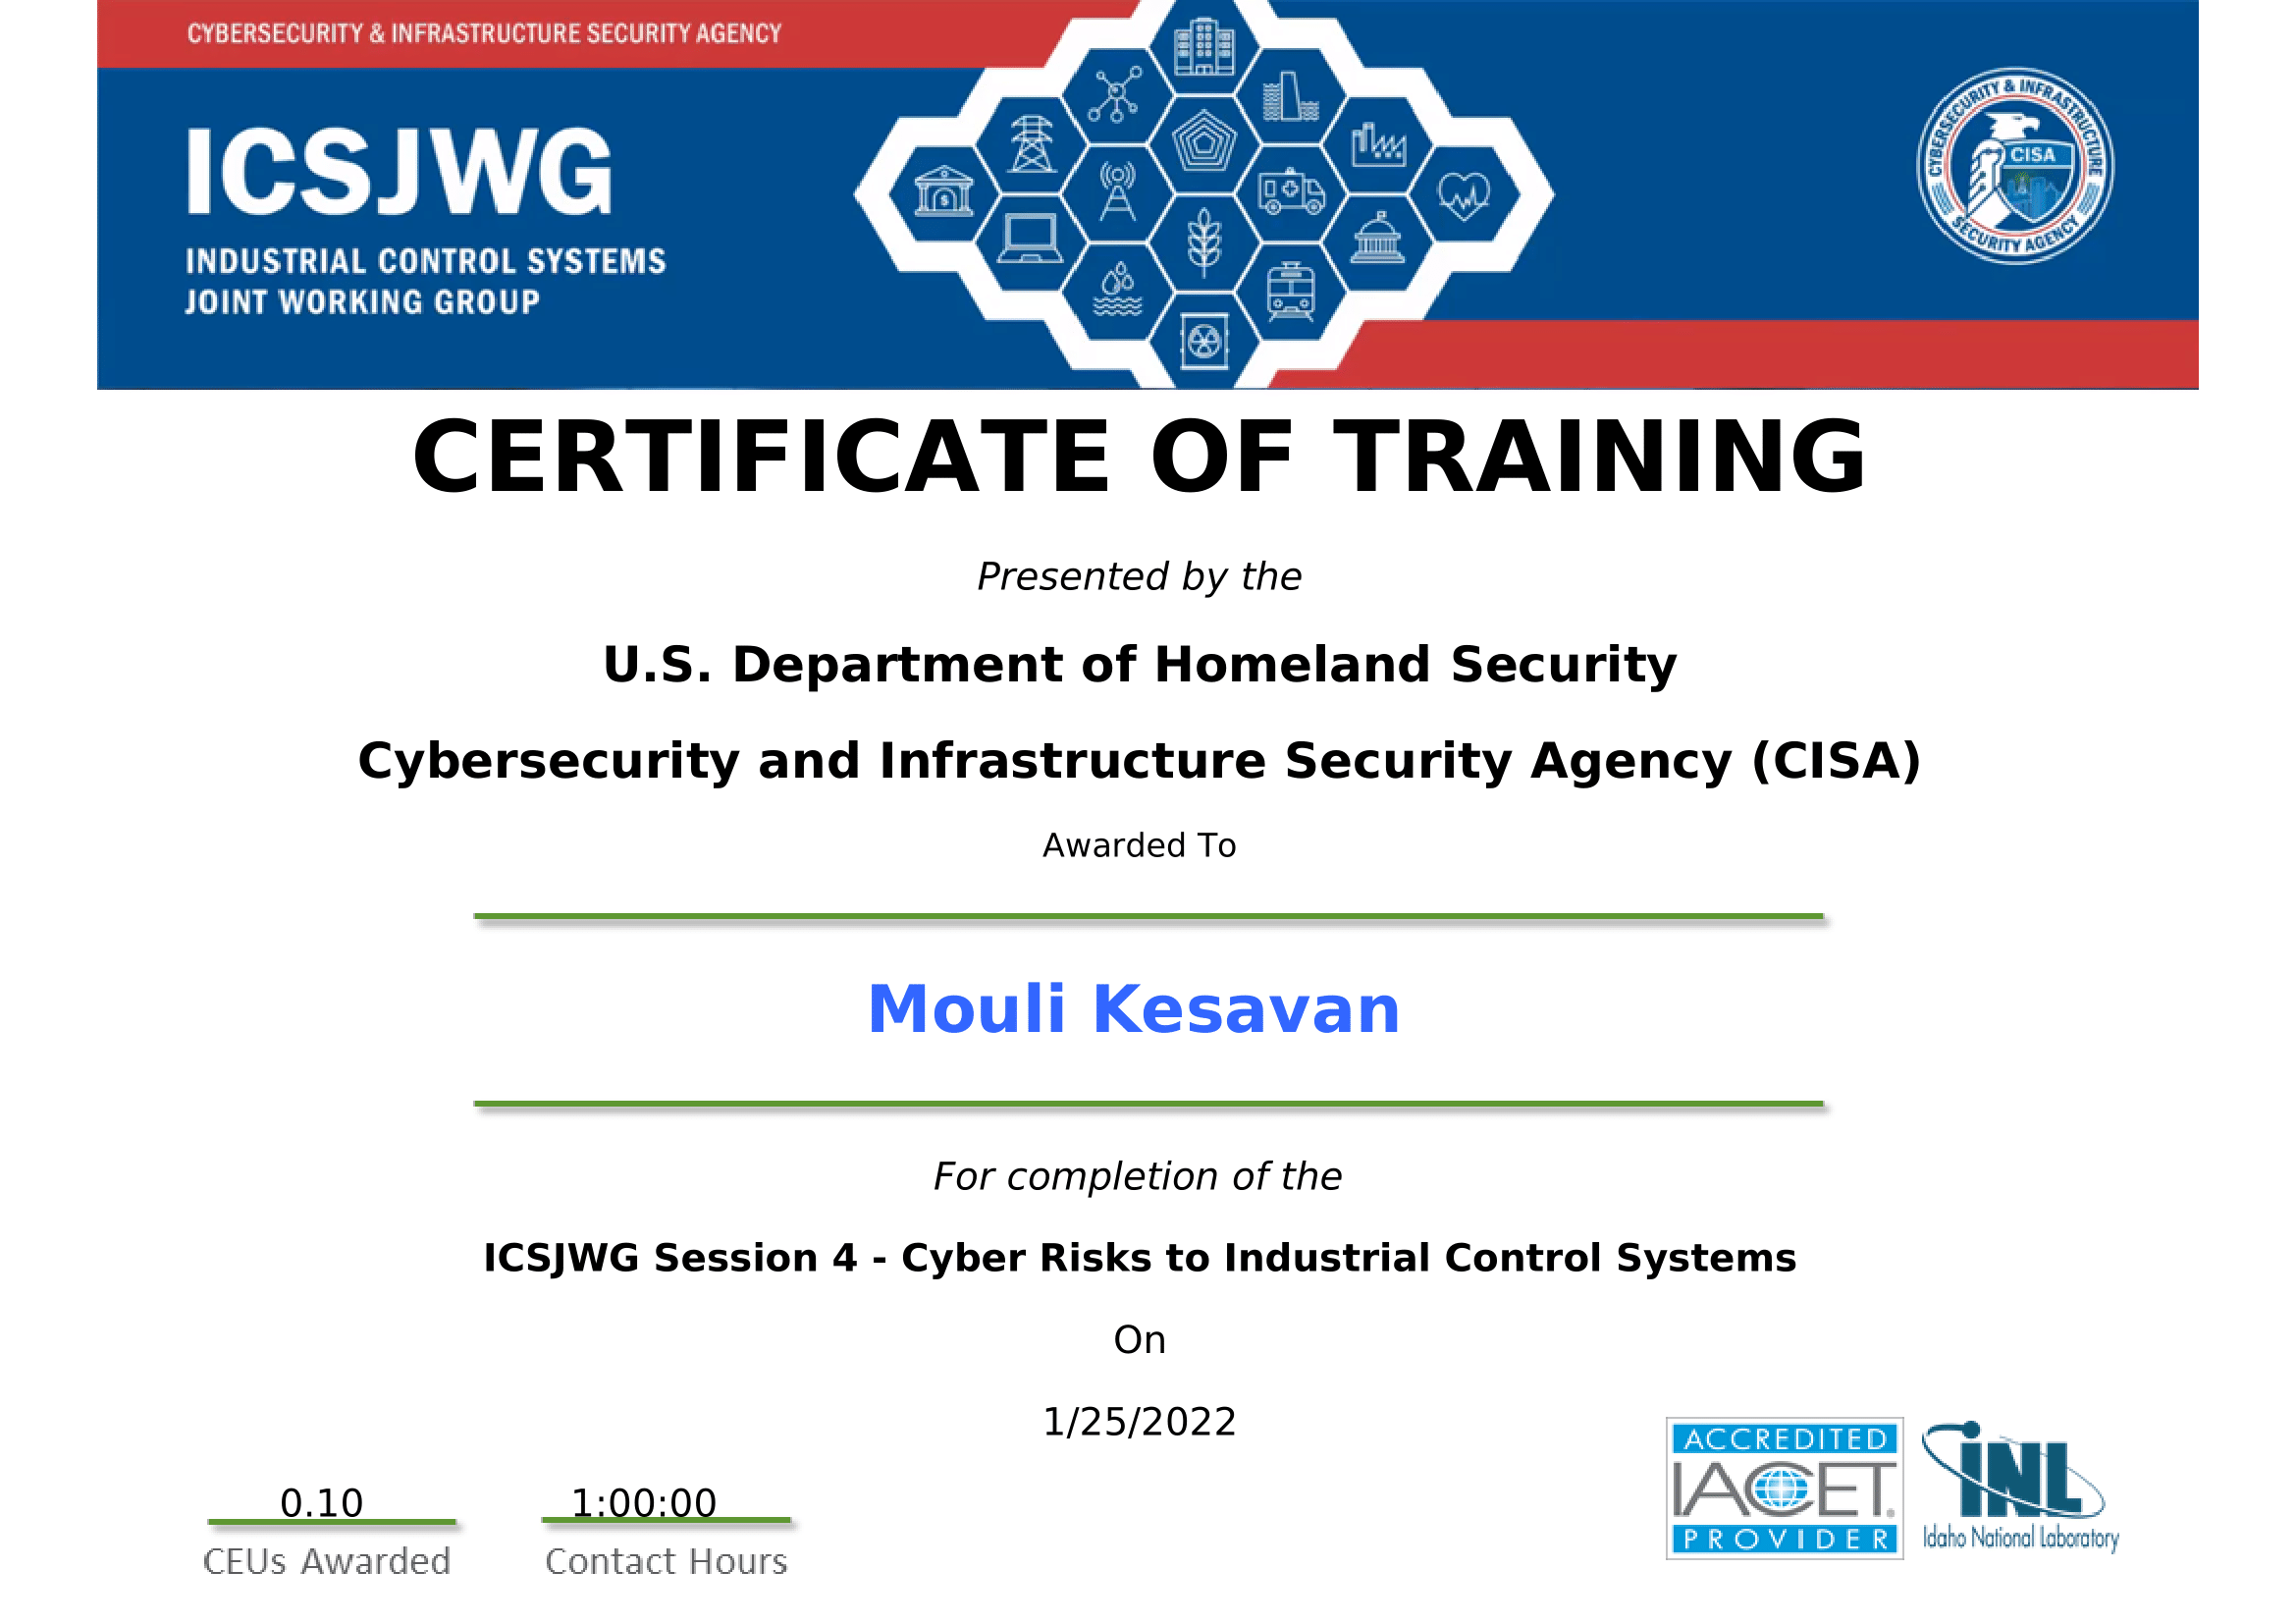 CYBERSECURITY & INFRASTRUCTURE SECURITY AGENCY
ICSJWG
INDUSTRIAL CONTROL SYSTEMS
JOINT WORKING GROUP
CYBERSECURITY & INFRASTRUCTURE
CISA
SECURITY AGENCY
CERTIFICATE OF TRAINING
Presented by the
U.S. Department of Homeland Security
Cybersecurity and Infrastructure Security Agency (CISA)
Awarded To
Mouli Kesavan
For completion of the
ICSJWG Session 4 - Cyber Risks to Industrial Control Systems
On
1/25/2022
0.10
CEUs Awarded
1:00:00
Contact Hours
ACCREDITED
IACET
PROVIDER
INL
Idaho National Laboratory